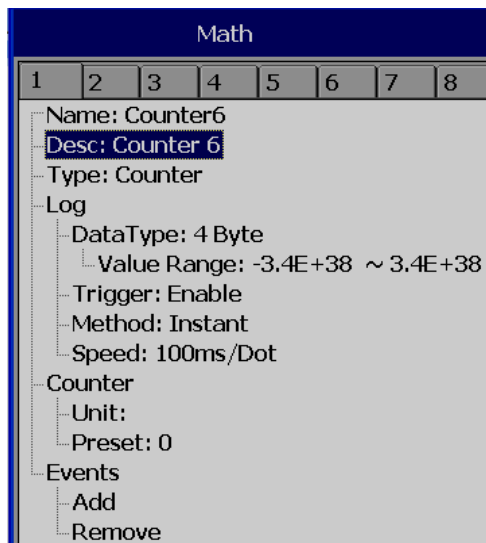 Math
1 2 3 4 5 6 7 8
Name: Counter6
Desc: Counter 6
Type: Counter
Log
DataType: 4 Byte
Value Range: -3.4E+38 ~ 3.4E+38
Trigger: Enable
Method: Instant
Speed: 100ms/Dot
Counter
Unit:
Preset: 0
Events
Add
Remove